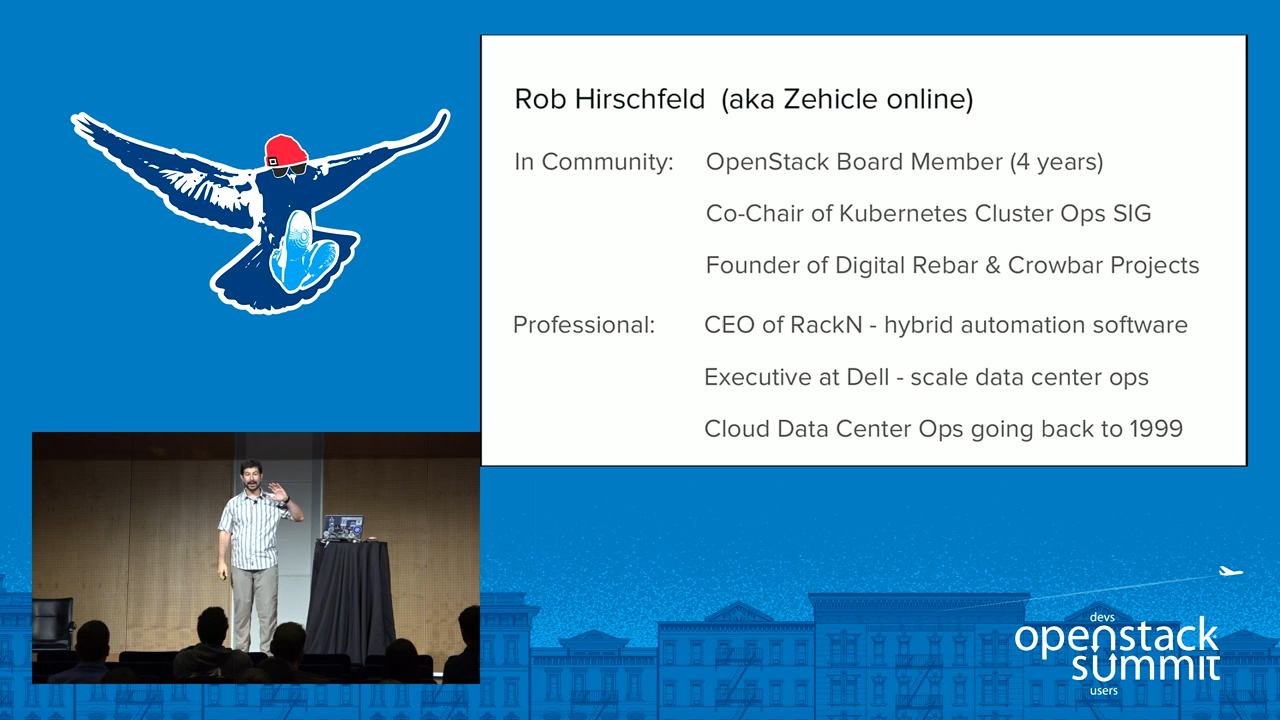 Rob Hirschfeld (aka Zehicle online)
In Community: OpenStack Board Member (4 years)
Co-Chair of Kubernetes Cluster Ops SIG
Founder of Digital Rebar & Crowbar Projects
Professional: CEO of RackN - hybrid automation software
Executive at Dell - scale data center ops
Cloud Data Center Ops going back to 1999
devs
openstack
summit
users